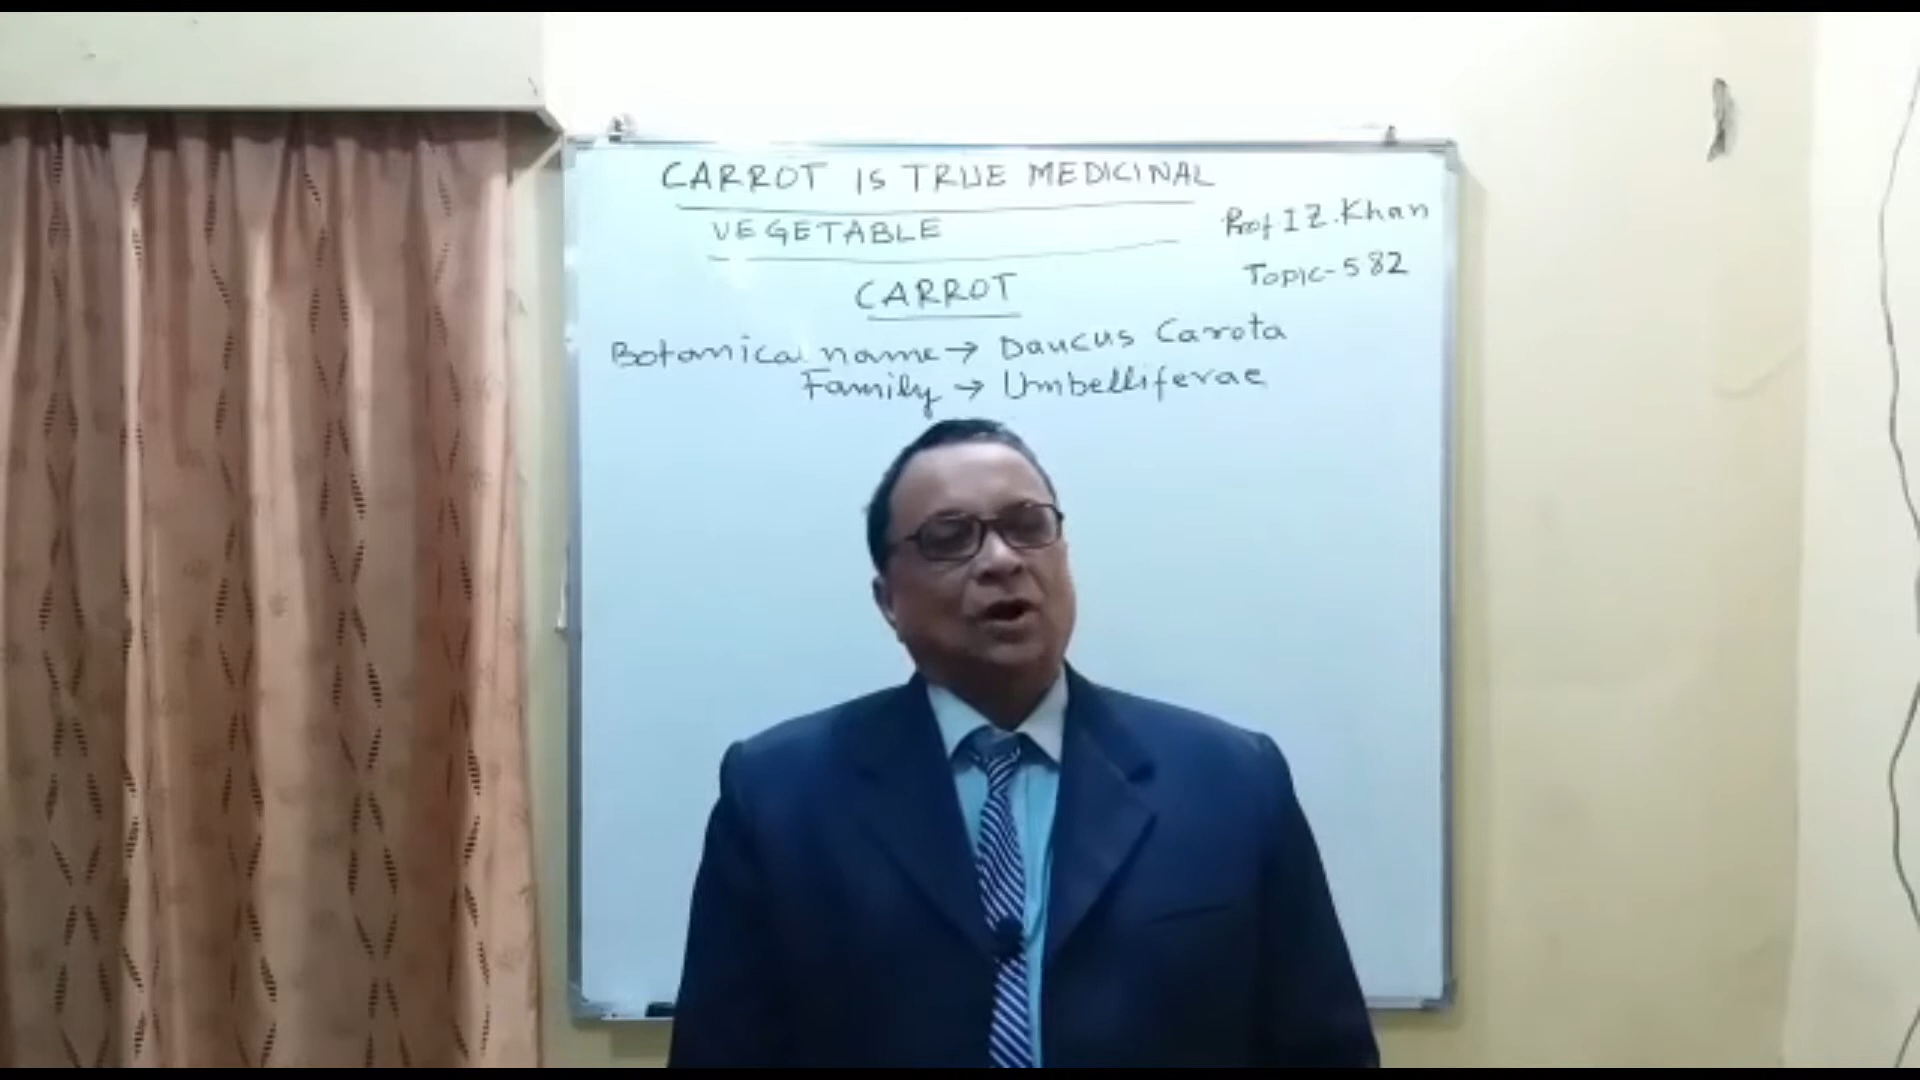 CARROT IS TRUE MEDICINAL
VEGETABLE
Prof I Z. Khan
Topic-582
CARROT
Botanical name → Daucus Carota
Family → Umbelliferae